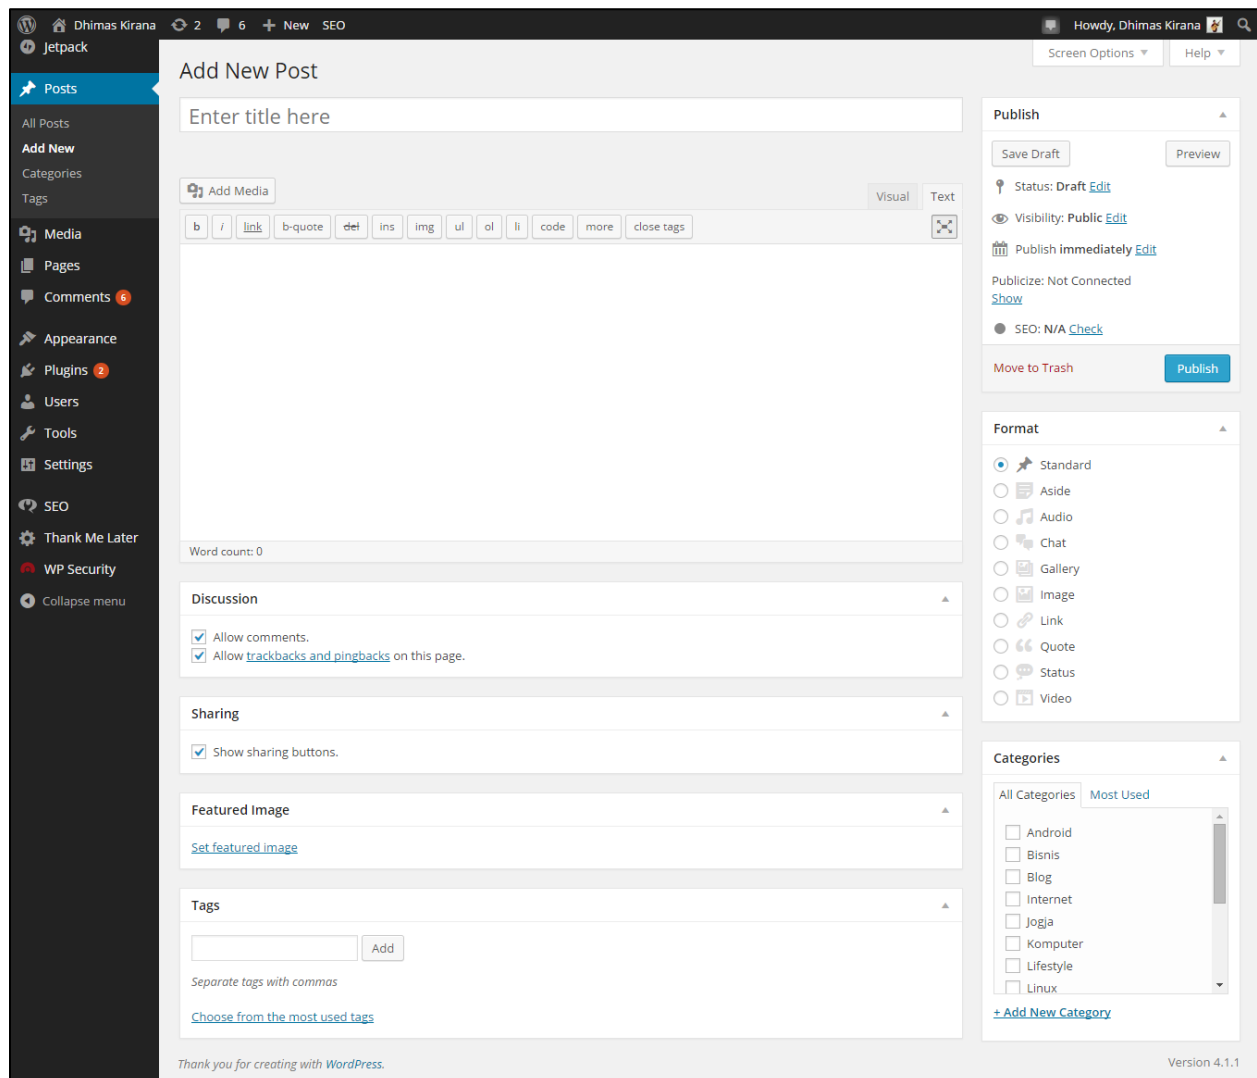 Dhimas Kirana 2 6 + New SEO
Howdy, Dhimas Kirana
Jetpack
Posts
All Posts
Add New
Categories
Tags
Media
Pages
Comments 6
Appearance
Plugins 2
Users
Tools
Settings
SEO
Thank Me Later
WP Security
Collapse menu
Screen Options Help
Add New Post
Enter title here
Add Media
Visual Text
b i link b-quote del ins img ul ol li code more close tags
Word count: 0
Discussion
Allow comments.
Allow trackbacks and pingbacks on this page.
Sharing
Show sharing buttons.
Featured Image
Set featured image
Tags
Add
Separate tags with commas
Choose from the most used tags
Publish
Save Draft Preview
Status: Draft Edit
Visibility: Public Edit
Publish immediately Edit
Publicize: Not Connected
Show
SEO: N/A Check
Move to Trash Publish
Format
Standard
Aside
Audio
Chat
Gallery
Image
Link
Quote
Status
Video
Categories
All Categories Most Used
Android
Bisnis
Blog
Internet
Jogja
Komputer
Lifestyle
Linux
+ Add New Category
Thank you for creating with WordPress.
Version 4.1.1